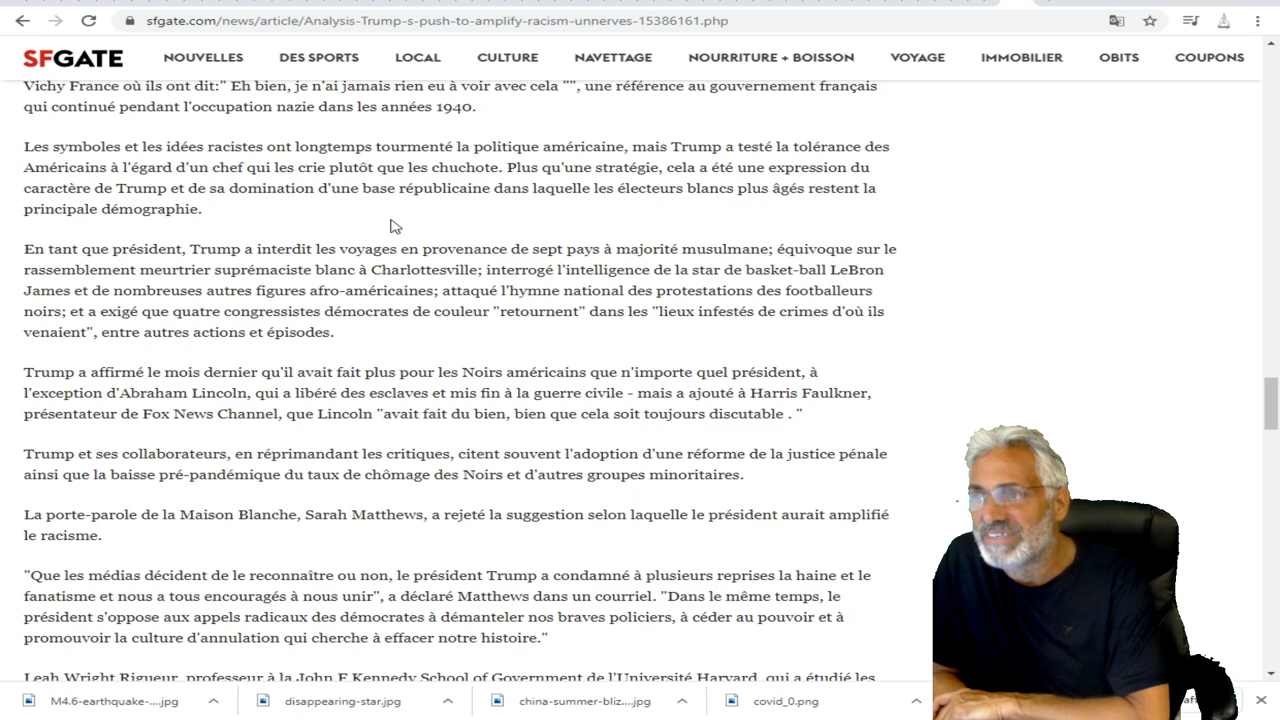 sfgate.com/news/article/Analysis-Trump-s-push-to-amplify-racism-unnerves-15386161.php
SFGATE NOUVELLES DES SPORTS LOCAL CULTURE NAVETTAGE NOURRITURE + BOISSON VOYAGE IMMOBILIER OBITS COUPONS
Vichy France où ils ont dit:" Eh bien, je n'ai jamais rien eu à voir avec cela "", une référence au gouvernement français
qui continué pendant l'occupation nazie dans les années 1940.
Les symboles et les idées racistes ont longtemps tourmenté la politique américaine, mais Trump a testé la tolérance des
Américains à l'égard d'un chef qui les crie plutôt que les chuchote. Plus qu'une stratégie, cela a été une expression du
caractère de Trump et de sa domination d'une base républicaine dans laquelle les électeurs blancs plus âgés restent la
principale démographie.
En tant que président, Trump a interdit les voyages en provenance de sept pays à majorité musulmane; équivoque sur le
rassemblement meurtrier suprémaciste blanc à Charlottesville; interrogé l'intelligence de la star de basket-ball LeBron
James et de nombreuses autres figures afro-américaines; attaqué l'hymne national des protestations des footballeurs
noirs; et a exigé que quatre congressistes démocrates de couleur "retournent" dans les "lieux infestés de crimes d'où ils
venaient", entre autres actions et épisodes.
Trump a affirmé le mois dernier qu'il avait fait plus pour les Noirs américains que n'importe quel président, à
l'exception d'Abraham Lincoln, qui a libéré des esclaves et mis fin à la guerre civile - mais a ajouté à Harris Faulkner,
présentateur de Fox News Channel, que Lincoln "avait fait du bien, bien que cela soit toujours discutable . "
Trump et ses collaborateurs, en réprimandant les critiques, citent souvent l'adoption d'une réforme de la justice pénale
ainsi que la baisse pré-pandémique du taux de chômage des Noirs et d'autres groupes minoritaires.
La porte-parole de la Maison Blanche, Sarah Matthews, a rejeté la suggestion selon laquelle le président aurait amplifié
le racisme.
"Que les médias décident de le reconnaître ou non, le président Trump a condamné à plusieurs reprises la haine et le
fanatisme et nous a tous encouragés à nous unir", a déclaré Matthews dans un courriel. "Dans le même temps, le
président s'oppose aux appels radicaux des démocrates à démanteler nos braves policiers, à céder au pouvoir et à
promouvoir la culture d'annulation qui cherche à effacer notre histoire."
Leah Wright Rigueur, professeur à la John F Kennedy School of Government de l'Université Harvard, qui a étudié les
M4.6-earthquake-....jpg disappearing-star.jpg china-summer-bliz....jpg covid_0.png